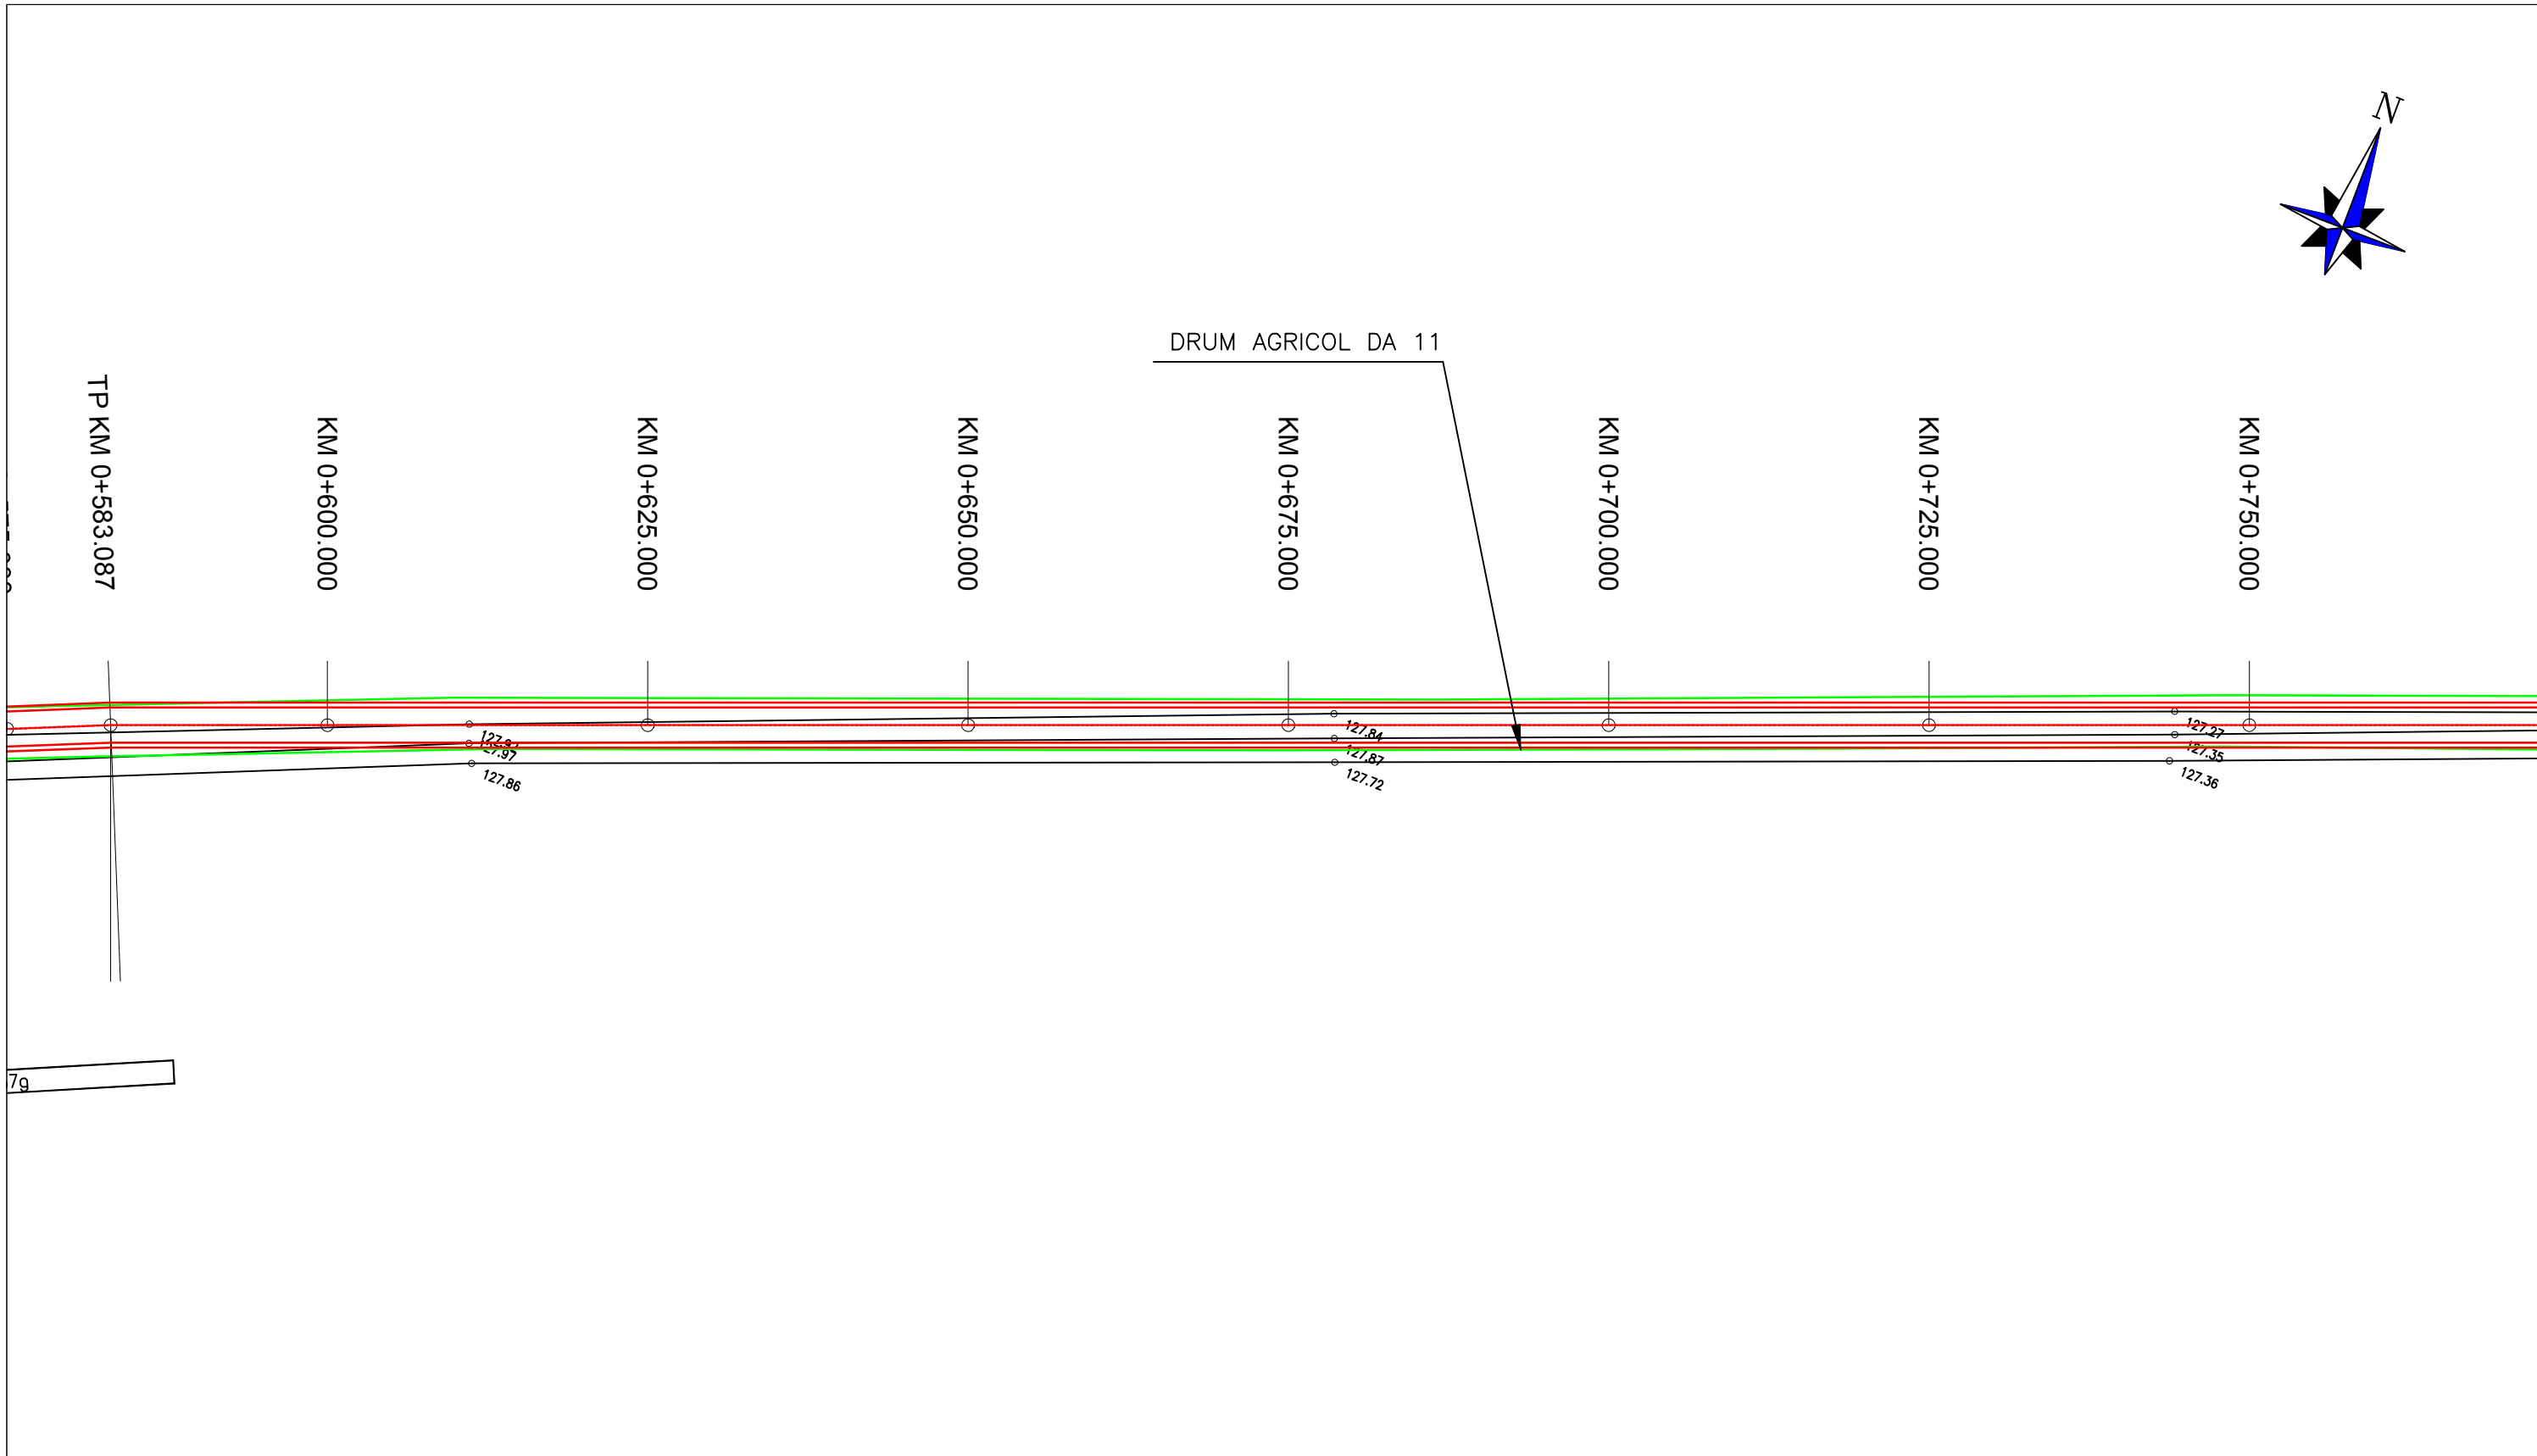 N
DRUM AGRICOL DA 11
TP KM 0+583.087
KM 0+600.000
KM 0+625.000
KM 0+650.000
KM 0+675.000
KM 0+700.000
KM 0+725.000
KM 0+750.000
127.86
127.84
127.87
127.72
127.27
127.35
127.36